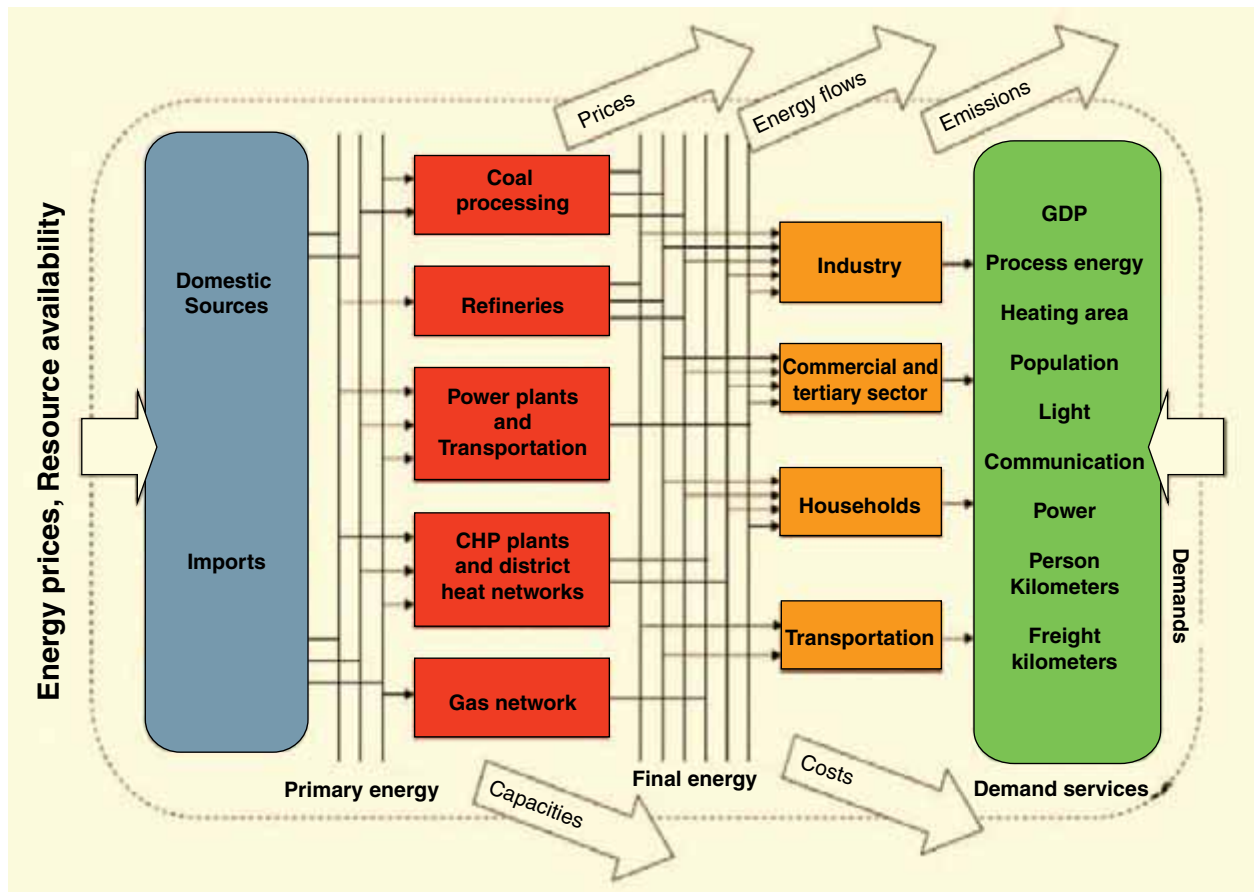 Energy prices, Resource availability
Domestic
Sources
Imports
Primary energy
Coal
processing
Refineries
Power plants
and
Transportation
CHP plants
and district
heat networks
Gas network
Capacities
Prices
Energy flows
Emissions
Final energy
Industry
Commercial and
tertiary sector
Households
Transportation
Costs
GDP
Process energy
Heating area
Population
Light
Communication
Power
Person
Kilometers
Freight
kilometers
Demand services
Demands